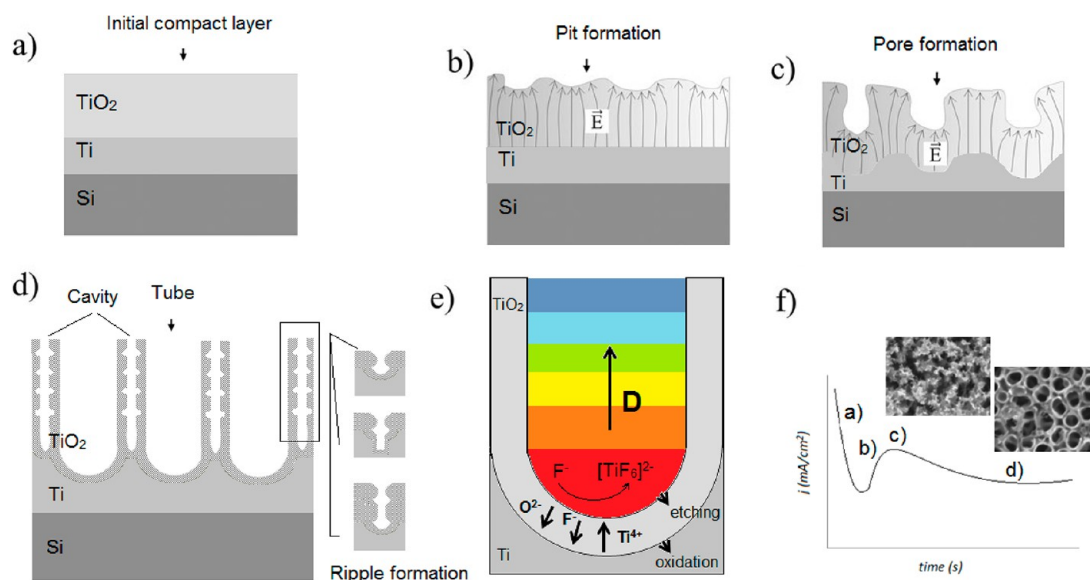 a)
Initial compact layer
TiO₂
Ti
Si
b)
Pit formation
TiO₂
E⃗
Ti
Si
c)
Pore formation
TiO₂
E⃗
Ti
Si
d)
Cavity
Tube
TiO₂
Ti
Si
Ripple formation
e)
TiO₂
D
F⁻
[TiF₆]²⁻
O²⁻
F⁻
Ti⁴⁺
etching
Ti
oxidation
f)
j (mA/cm²)
a)
b)
c)
d)
time (s)